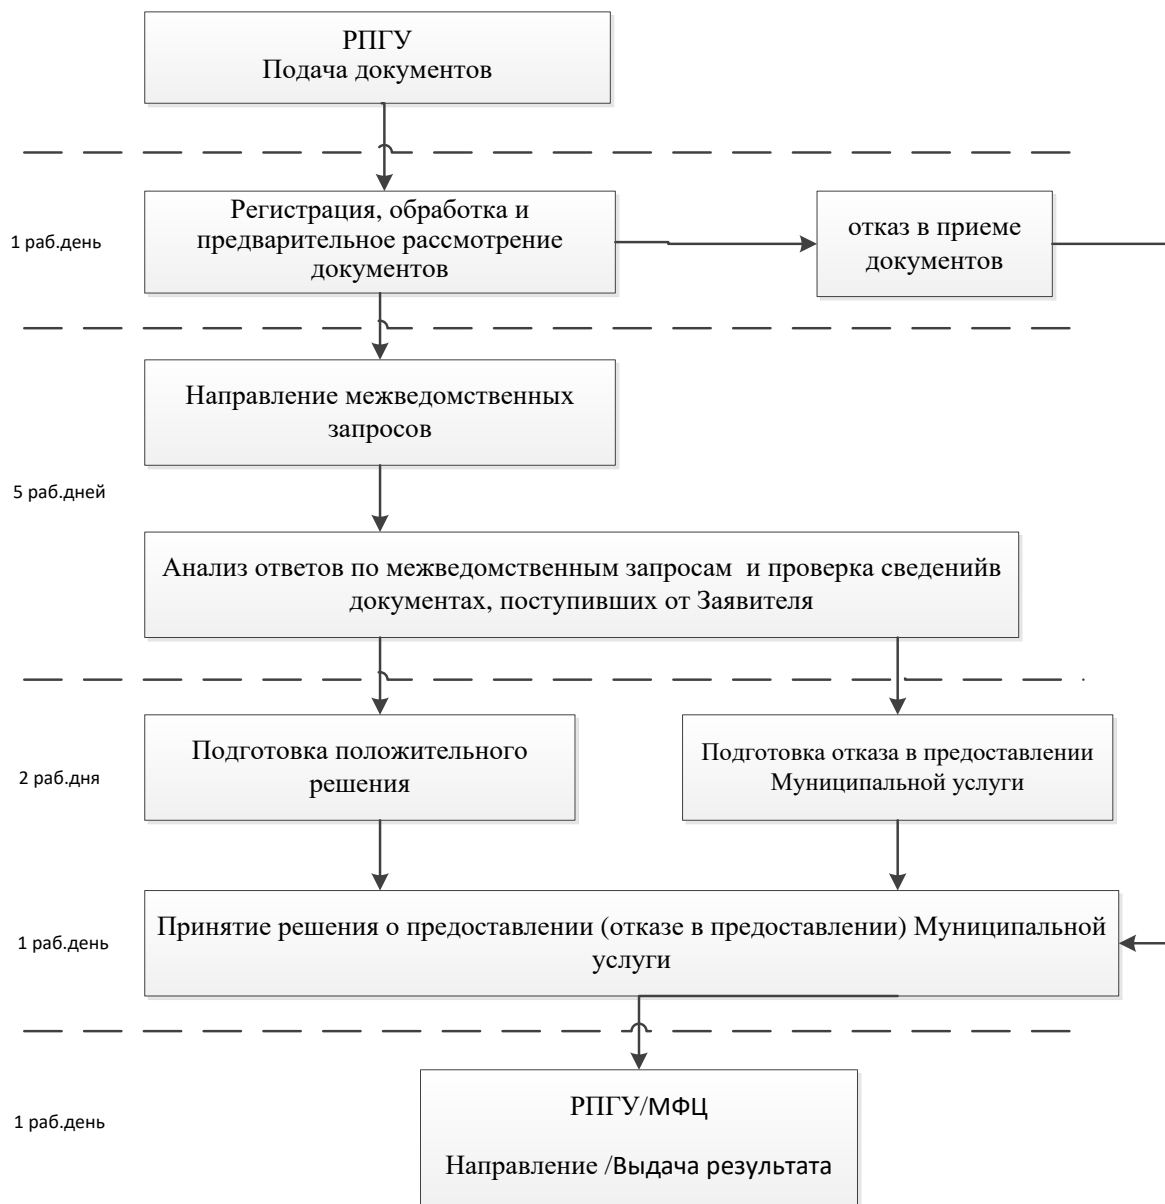 РПГУ
Подача документов
1 раб.день
Регистрация, обработка и
предварительное рассмотрение
документов
отказ в приеме
документов
Направление межведомственных
запросов
5 раб.дней
Анализ ответов по межведомственным запросам  и проверка сведенийв
документах, поступивших от Заявителя
2 раб.дня
Подготовка положительного
решения
Подготовка отказа в предоставлении
Муниципальной услуги
1 раб.день
Принятие решения о предоставлении (отказе в предоставлении) Муниципальной
услуги
1 раб.день
РПГУ/МФЦ
Направление /Выдача результата